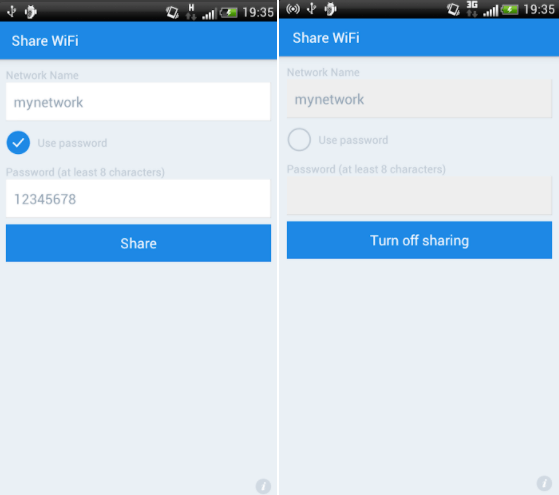 H
19:35
Share WiFi
Network Name
mynetwork
Use password
Password (at least 8 characters)
12345678
Share
i
3G
19:35
Share WiFi
Network Name
mynetwork
Use password
Password (at least 8 characters)
Turn off sharing
i